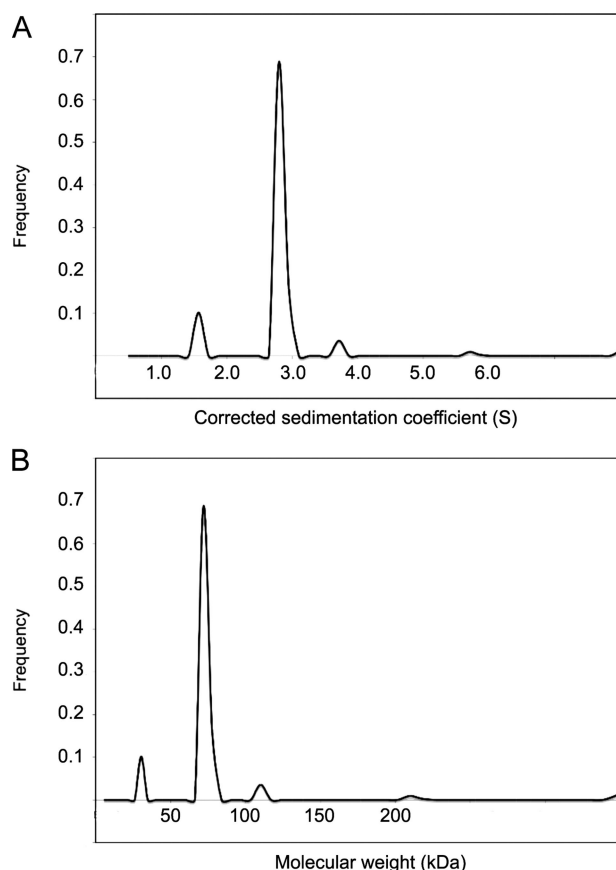 A
0.7
0.6
0.5
0.4
0.3
0.2
0.1
Frequency
1.0 2.0 3.0 4.0 5.0 6.0
Corrected sedimentation coefficient (S)
B
0.7
0.6
0.5
0.4
0.3
0.2
0.1
Frequency
50 100 150 200
Molecular weight (kDa)